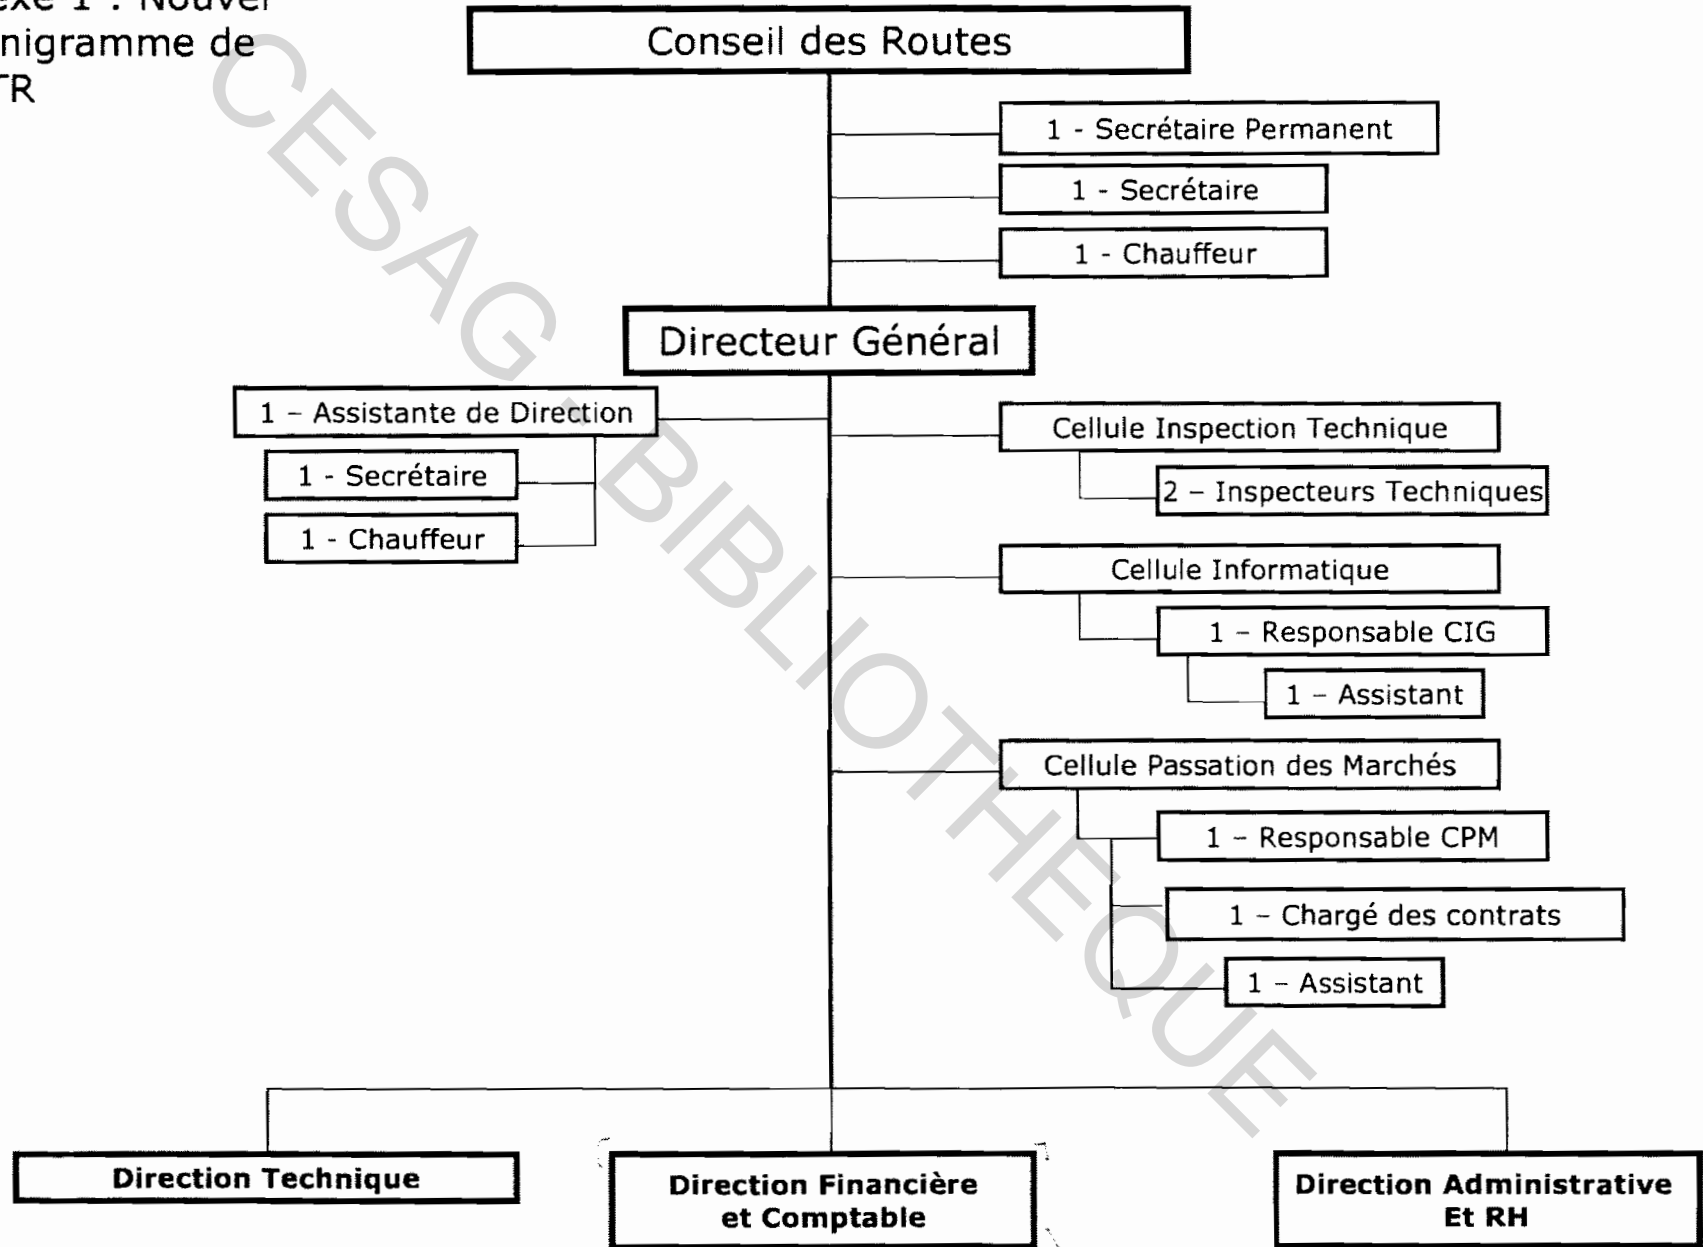 exe 1 : Nouvel
nigramme de
TR
Conseil des Routes
1 - Secrétaire Permanent
1 - Secrétaire
1 - Chauffeur
Directeur Général
1 – Assistante de Direction
1 - Secrétaire
1 - Chauffeur
Cellule Inspection Technique
2 – Inspecteurs Techniques
Cellule Informatique
1 – Responsable CIG
1 – Assistant
Cellule Passation des Marchés
1 – Responsable CPM
1 – Chargé des contrats
1 – Assistant
Direction Technique
Direction Financière
et Comptable
Direction Administrative
Et RH
CESAG - BIBLIOTHEQUE